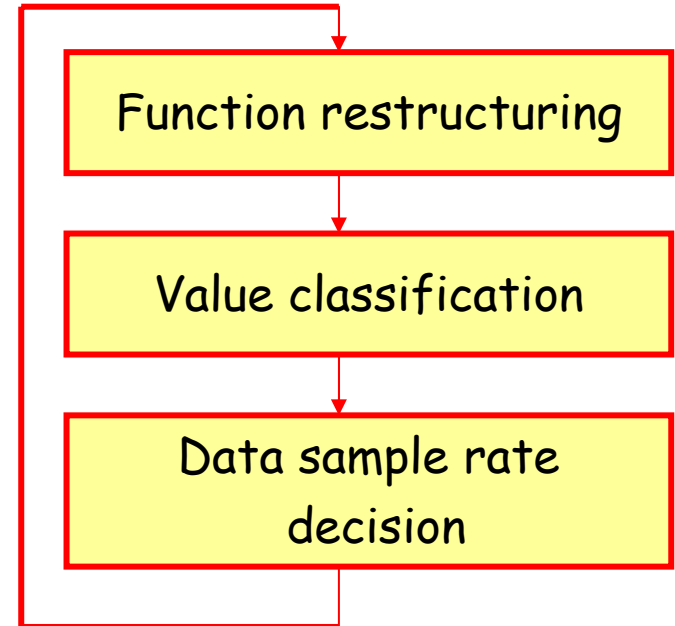 Function restructuring
Value classification
Data sample rate
decision